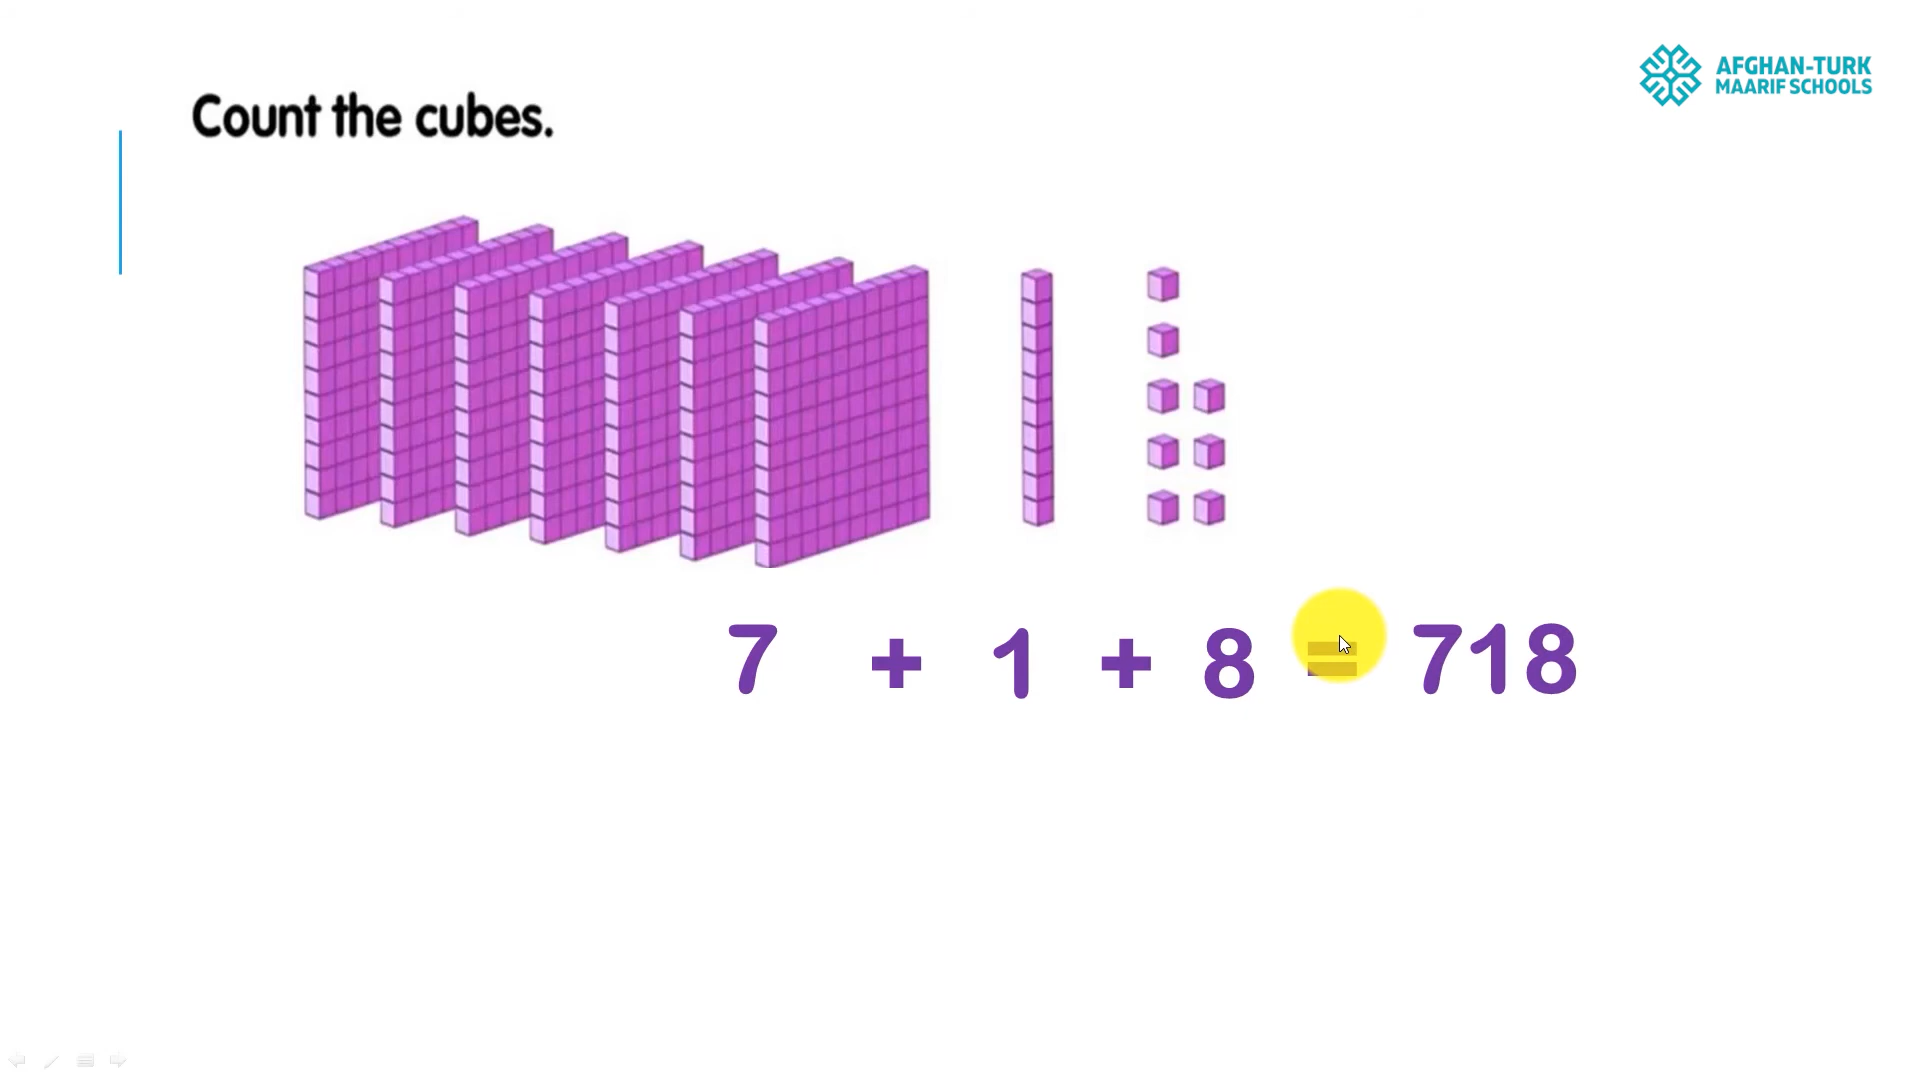 AFGHAN-TURK
MAARIF SCHOOLS
Count the cubes.
7 + 1 + 8 = 718